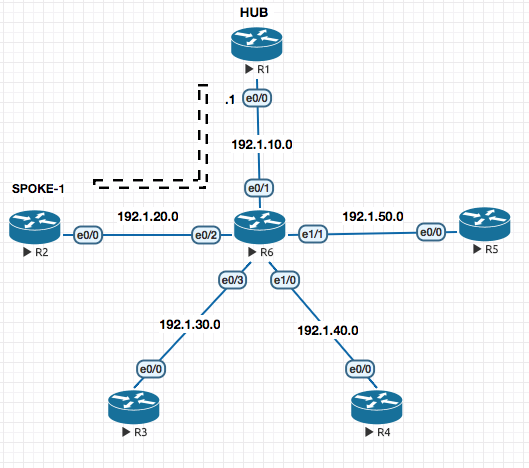 HUB
R1
.1
e0/0
192.1.10.0
e0/1
SPOKE-1
192.1.20.0
192.1.50.0
e0/0
e0/2
e1/1
e0/0
R2
R6
R5
e0/3
e1/0
192.1.30.0
192.1.40.0
e0/0
e0/0
R3
R4